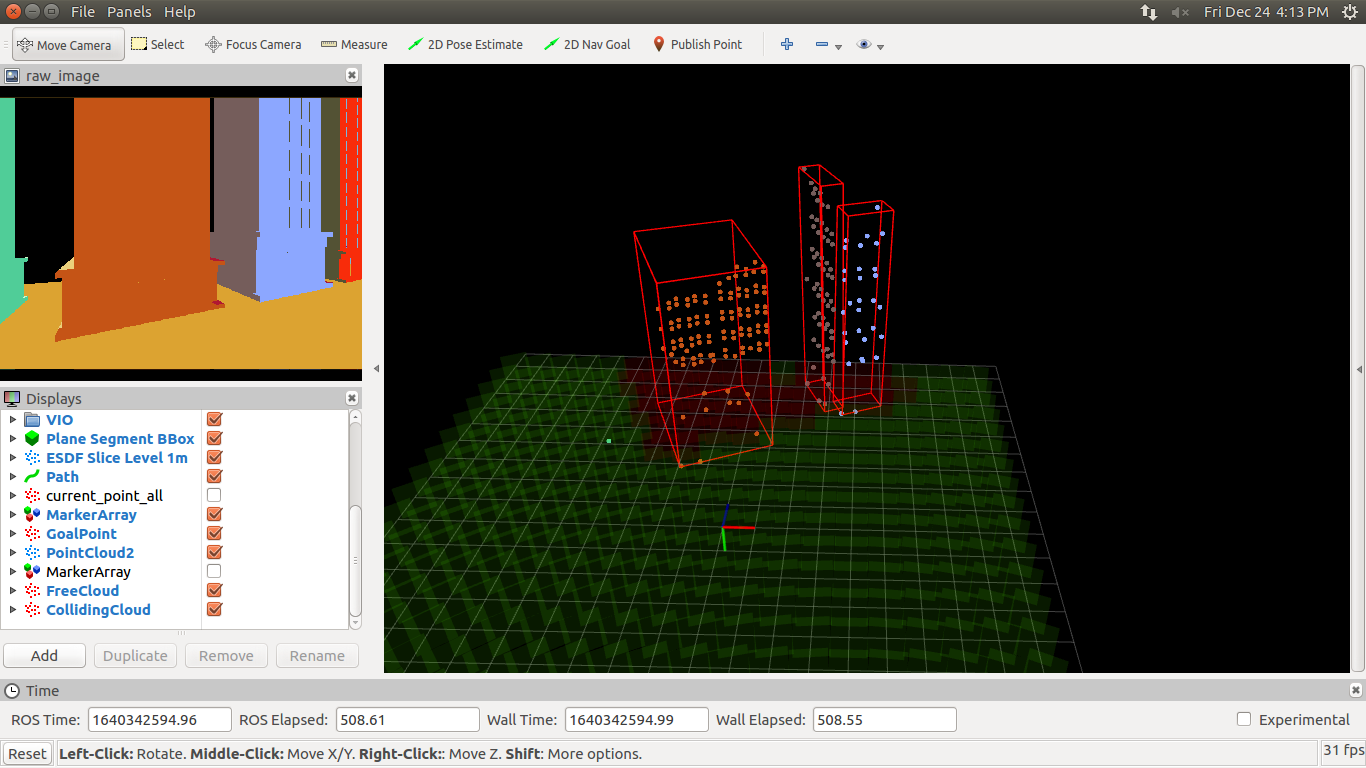 File Panels Help Fri Dec 24 4:13 PM
Move Camera Select Focus Camera Measure 2D Pose Estimate 2D Nav Goal Publish Point
raw_image
Displays
VIO
Plane Segment BBox
ESDF Slice Level 1m
Path
current_point_all
MarkerArray
GoalPoint
PointCloud2
MarkerArray
FreeCloud
CollidingCloud
Add Duplicate Remove Rename
Time
ROS Time: 1640342594.96 ROS Elapsed: 508.61 Wall Time: 1640342594.99 Wall Elapsed: 508.55 Experimental
Reset Left-Click: Rotate. Middle-Click: Move X/Y. Right-Click:: Move Z. Shift: More options. 31 fps